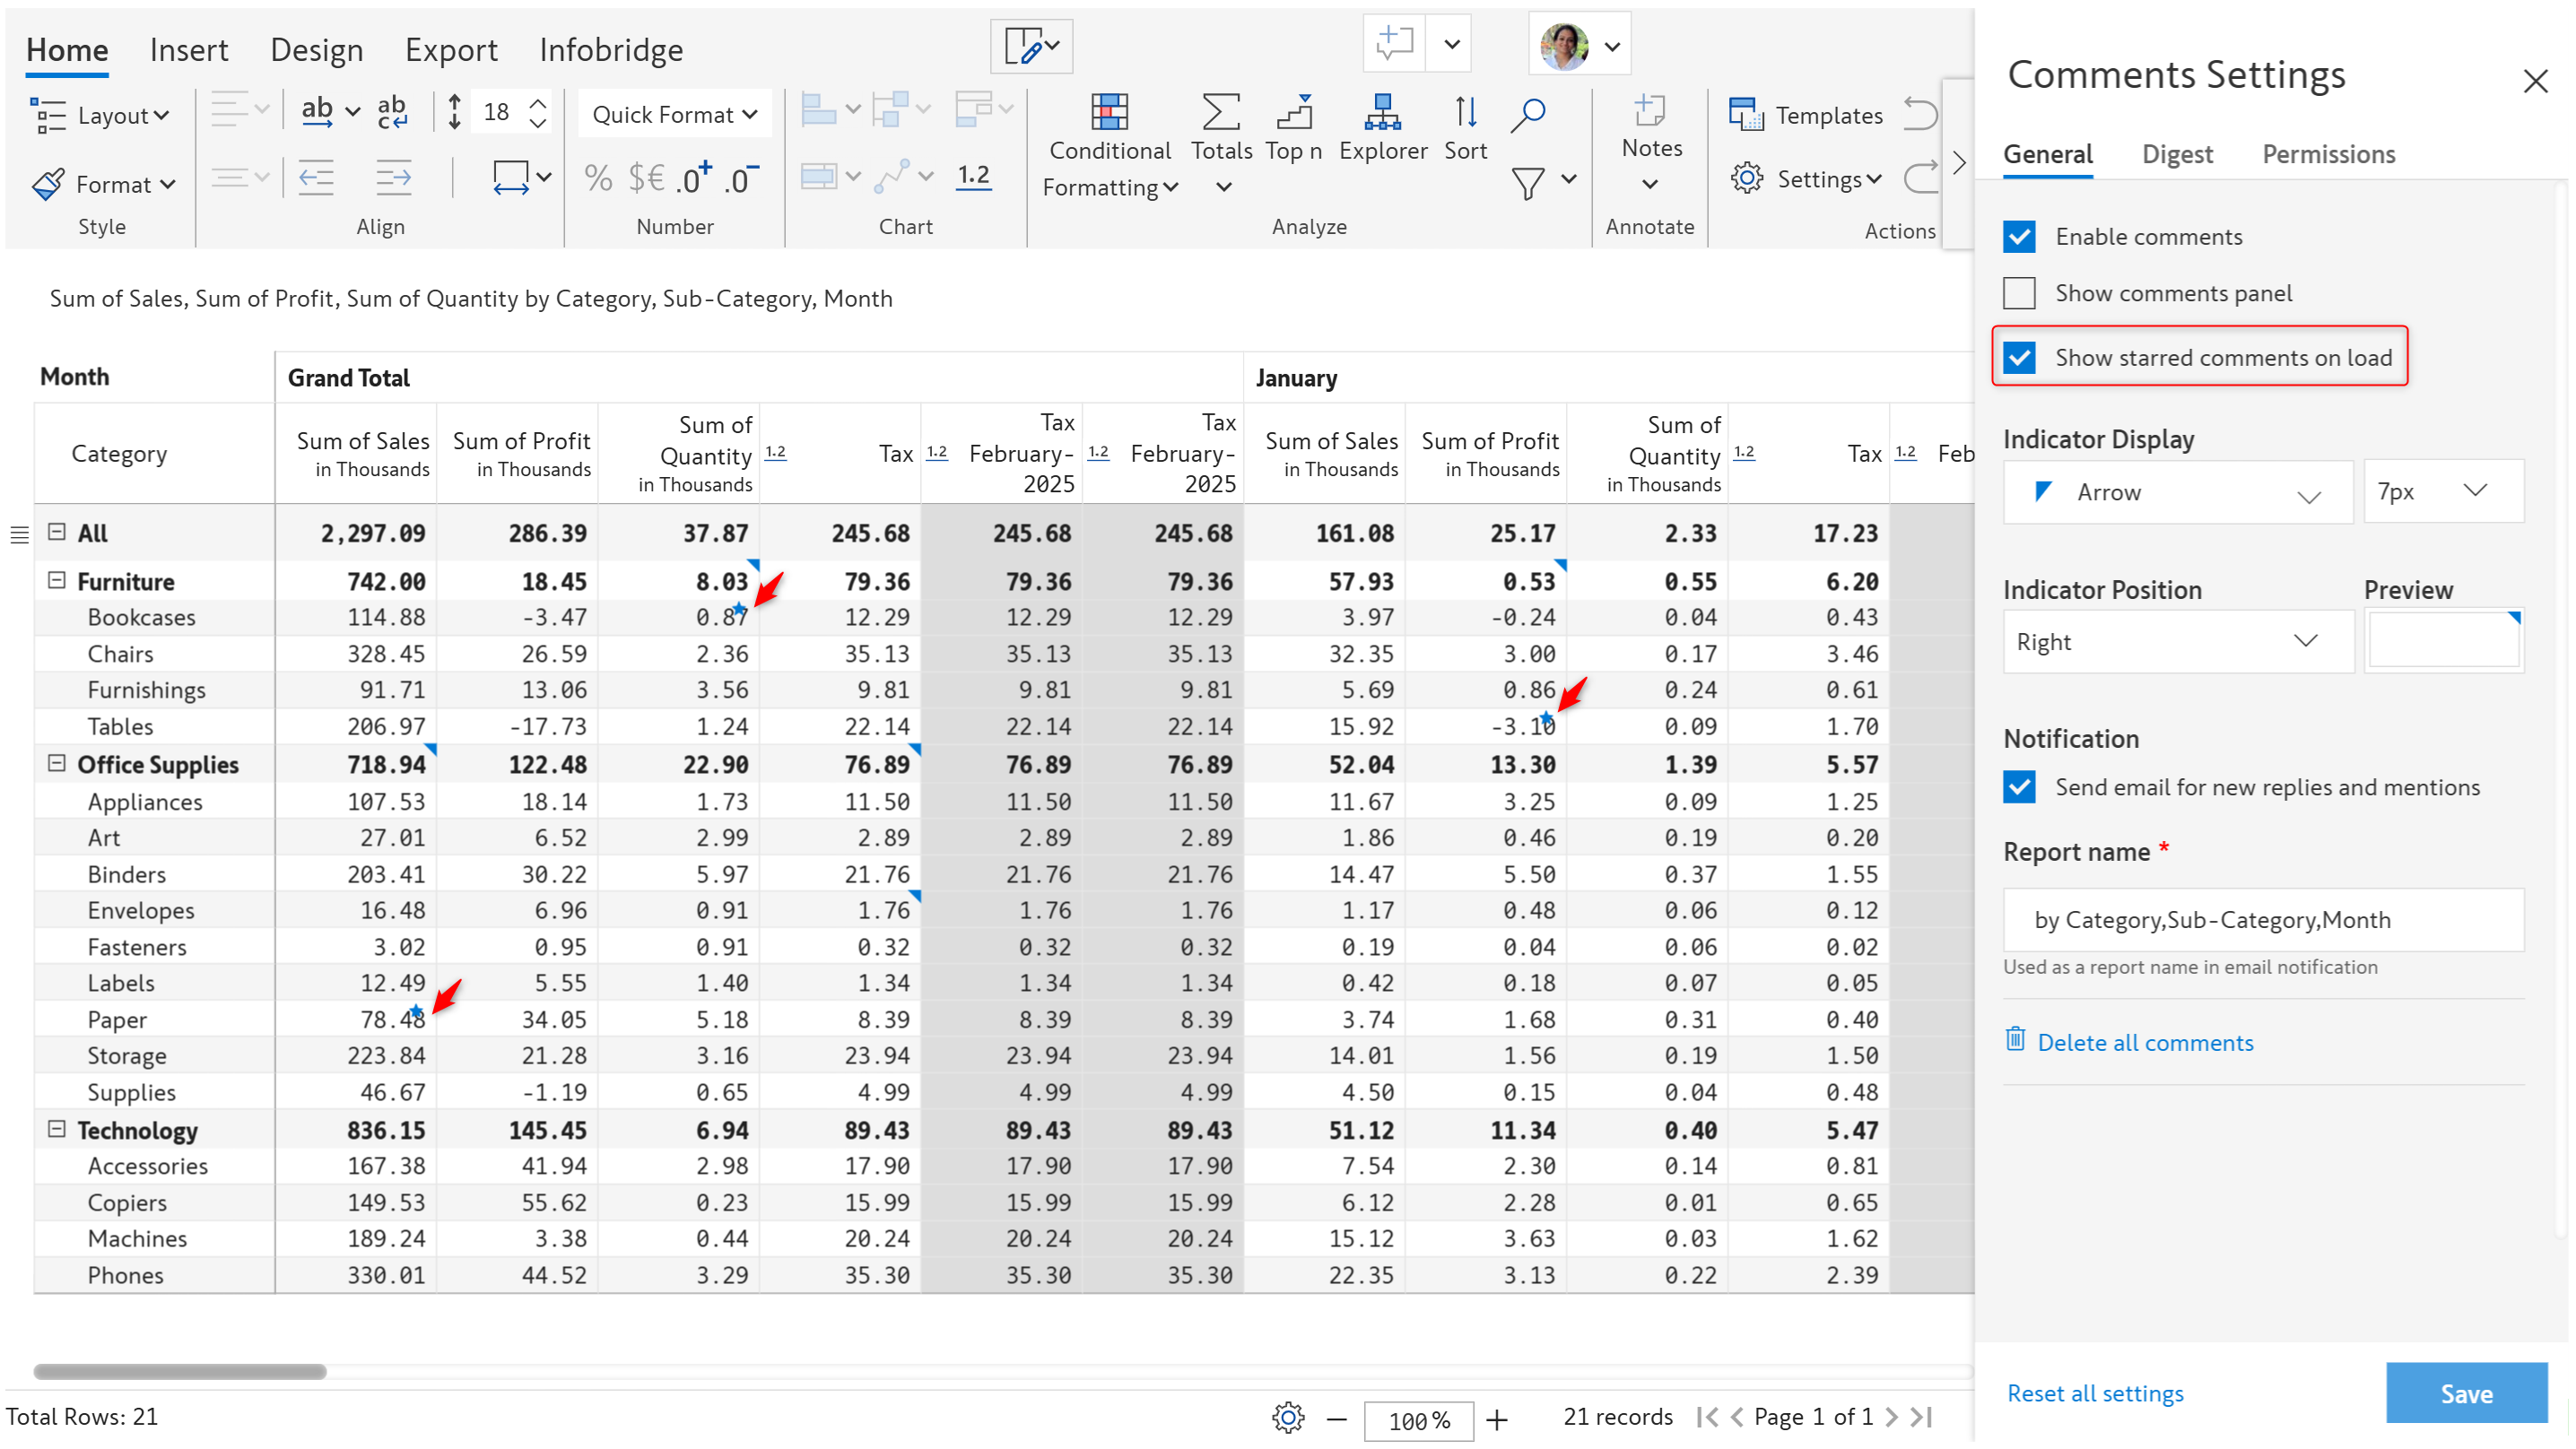 Home Insert Design Export Infobridge
Layout ab ab c 18 Quick Format
Format % $€ .0+ .0− 1.2
Conditional Formatting Totals Top n Explorer Sort Notes Templates
Settings
Style Align Number Chart Analyze Annotate Actions
Sum of Sales, Sum of Profit, Sum of Quantity by Category, Sub-Category, Month
Month Grand Total January
Category Sum of Sales in Thousands Sum of Profit in Thousands Sum of Quantity in Thousands 1.2 Tax 1.2 Tax February-2025 1.2 Tax February-2025 Sum of Sales in Thousands Sum of Profit in Thousands Sum of Quantity in Thousands 1.2 Tax 1.2 Feb
All 2,297.09 286.39 37.87 245.68 245.68 245.68 161.08 25.17 2.33 17.23
Furniture 742.00 18.45 8.03 79.36 79.36 79.36 57.93 0.53 0.55 6.20
Bookcases 114.88 -3.47 0.87 12.29 12.29 12.29 3.97 -0.24 0.04 0.43
Chairs 328.45 26.59 2.36 35.13 35.13 35.13 32.35 3.00 0.17 3.46
Furnishings 91.71 13.06 3.56 9.81 9.81 9.81 5.69 0.86 0.24 0.61
Tables 206.97 -17.73 1.24 22.14 22.14 22.14 15.92 -3.10 0.09 1.70
Office Supplies 718.94 122.48 22.90 76.89 76.89 76.89 52.04 13.30 1.39 5.57
Appliances 107.53 18.14 1.73 11.50 11.50 11.50 11.67 3.25 0.09 1.25
Art 27.01 6.52 2.99 2.89 2.89 2.89 1.86 0.46 0.19 0.20
Binders 203.41 30.22 5.97 21.76 21.76 21.76 14.47 5.50 0.37 1.55
Envelopes 16.48 6.96 0.91 1.76 1.76 1.76 1.17 0.48 0.06 0.12
Fasteners 3.02 0.95 0.91 0.32 0.32 0.32 0.19 0.04 0.06 0.02
Labels 12.49 5.55 1.40 1.34 1.34 1.34 0.42 0.18 0.07 0.05
Paper 78.48 34.05 5.18 8.39 8.39 8.39 3.74 1.68 0.31 0.40
Storage 223.84 21.28 3.16 23.94 23.94 23.94 14.01 1.56 0.19 1.50
Supplies 46.67 -1.19 0.65 4.99 4.99 4.99 4.50 0.15 0.04 0.48
Technology 836.15 145.45 6.94 89.43 89.43 89.43 51.12 11.34 0.40 5.47
Accessories 167.38 41.94 2.98 17.90 17.90 17.90 7.54 2.30 0.14 0.81
Copiers 149.53 55.62 0.23 15.99 15.99 15.99 6.12 2.28 0.01 0.65
Machines 189.24 3.38 0.44 20.24 20.24 20.24 15.12 3.63 0.03 1.62
Phones 330.01 44.52 3.29 35.30 35.30 35.30 22.35 3.13 0.22 2.39
Total Rows: 21 100% 21 records Page 1 of 1
Comments Settings
General Digest Permissions
Enable comments
Show comments panel
Show starred comments on load
Indicator Display
Arrow 7px
Indicator Position Preview
Right
Notification
Send email for new replies and mentions
Report name *
by Category,Sub-Category,Month
Used as a report name in email notification
Delete all comments
Reset all settings Save